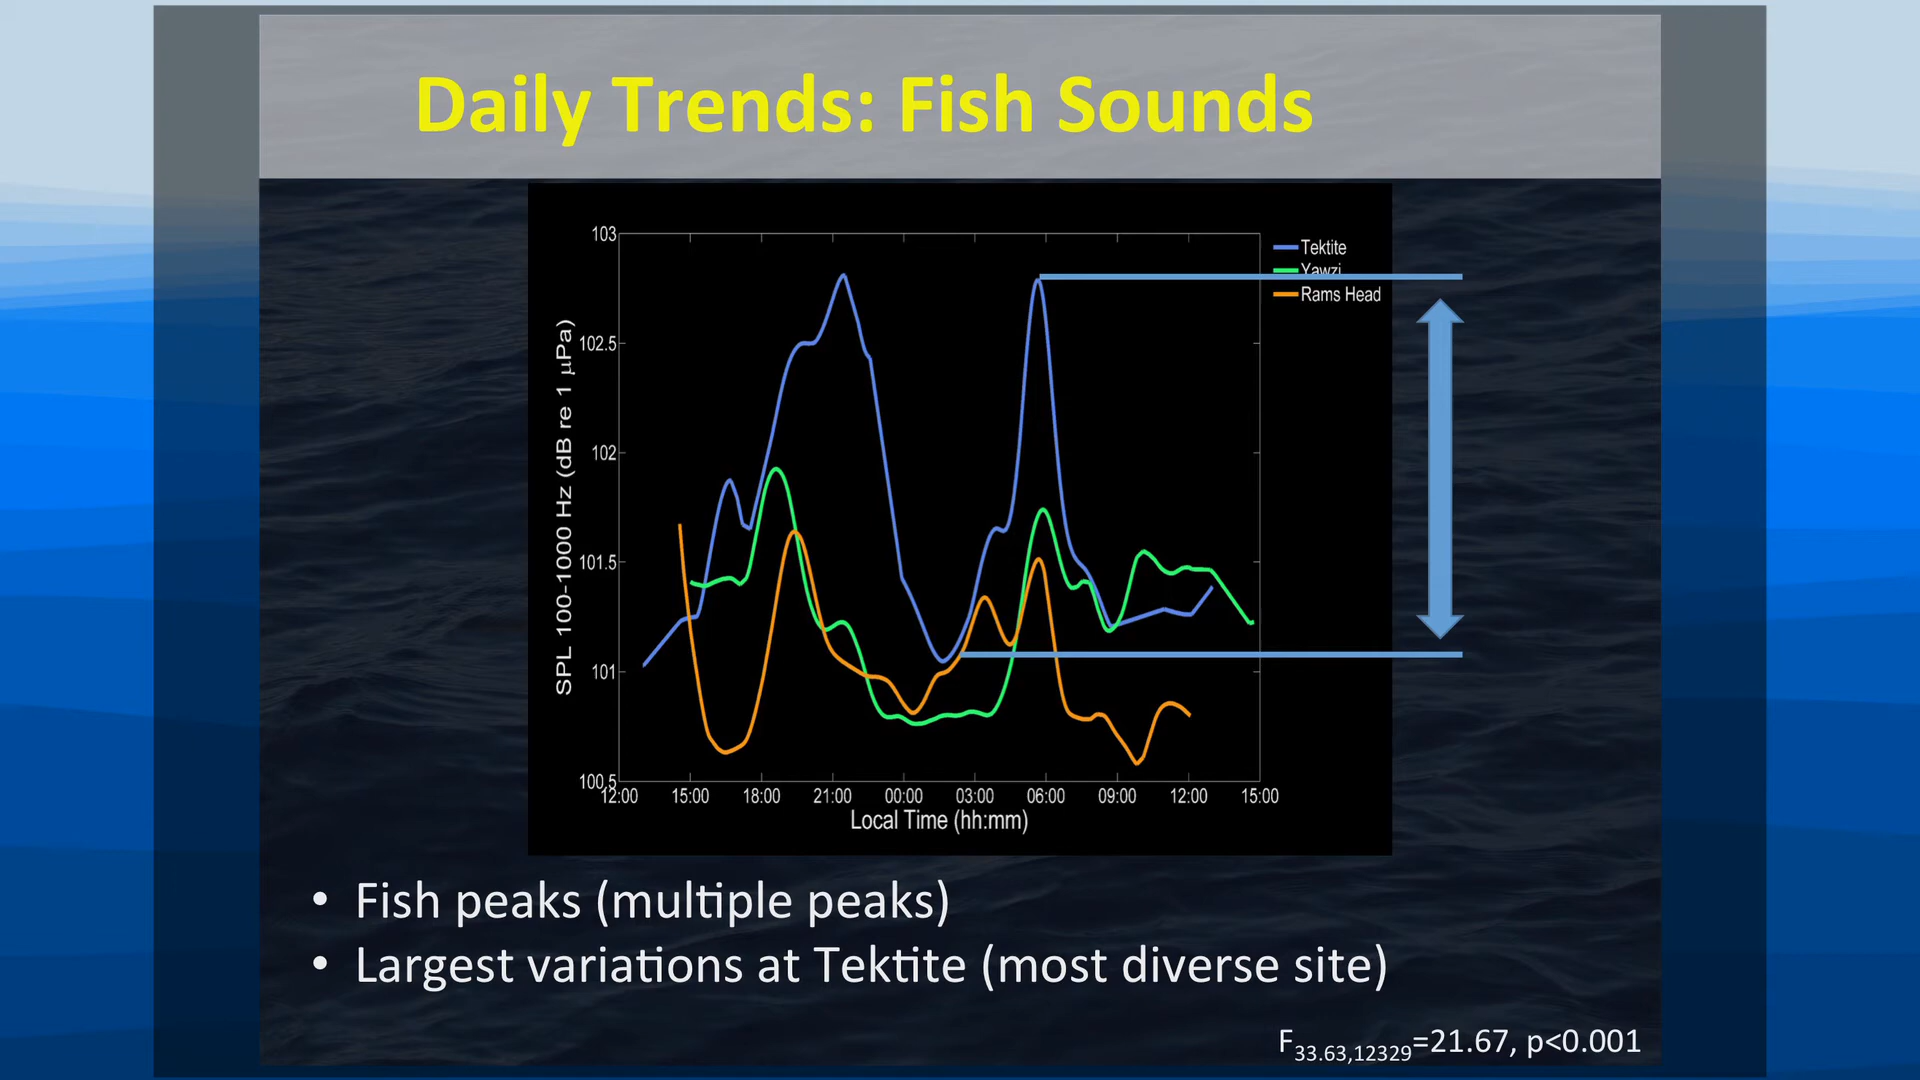 Daily Trends: Fish Sounds
103
102.5
102
101.5
101
100.5
SPL 100-1000 Hz (dB re 1 µPa)
Tektite
Yawzi
Rams Head
12:00 15:00 18:00 21:00 00:00 03:00 06:00 09:00 12:00 15:00
Local Time (hh:mm)
• Fish peaks (multiple peaks)
• Largest variations at Tektite (most diverse site)
F33.63,12329=21.67, p<0.001